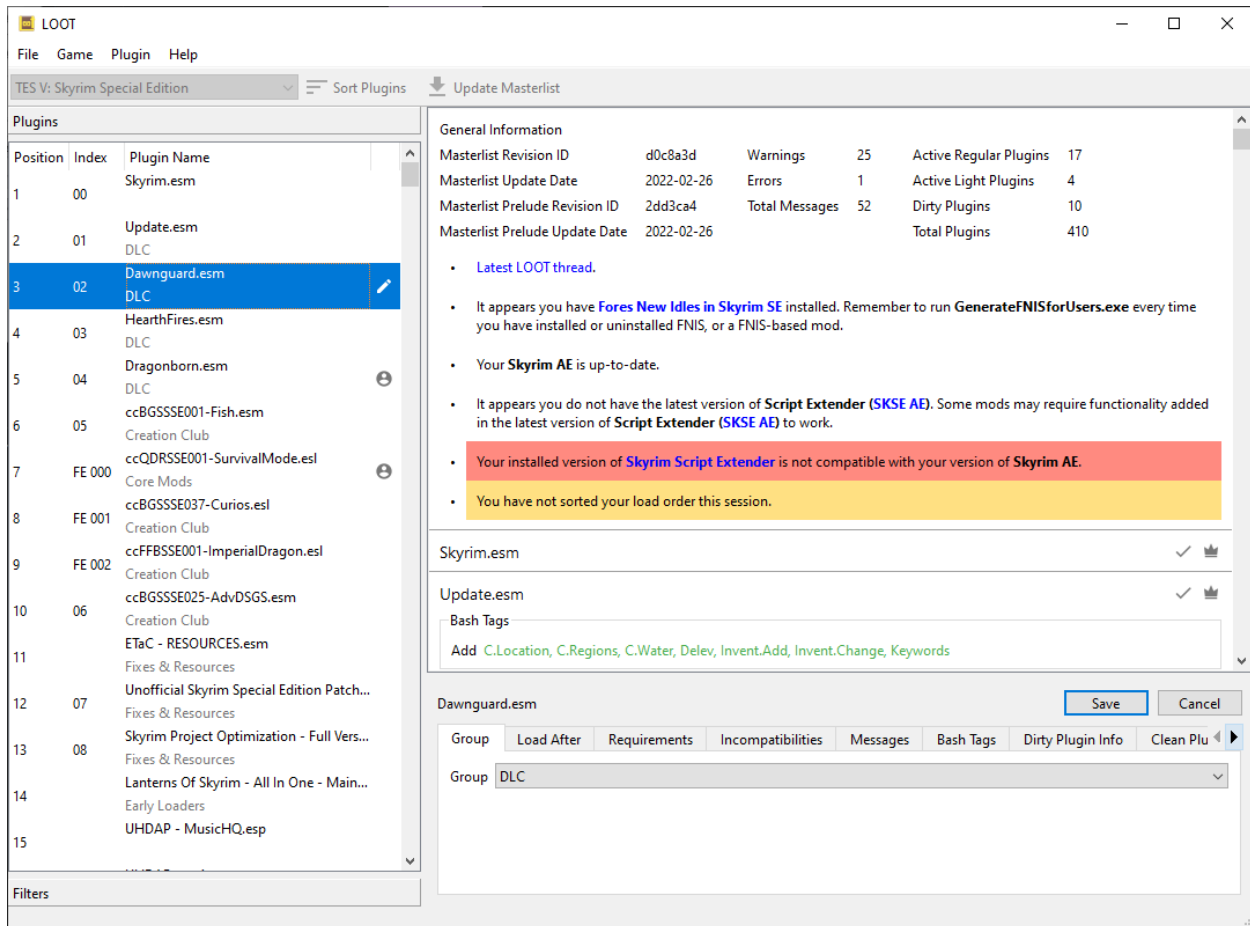 LOOT
File Game Plugin Help
TES V: Skyrim Special Edition Sort Plugins Update Masterlist
Plugins
Position Index Plugin Name
1 00 Skyrim.esm
2 01 Update.esm
DLC
3 02 Dawnguard.esm
DLC
4 03 HearthFires.esm
DLC
5 04 Dragonborn.esm
DLC
6 05 ccBGSSSE001-Fish.esm
Creation Club
7 FE 000 ccQDRSSE001-SurvivalMode.esl
Core Mods
8 FE 001 ccBGSSSE037-Curios.esl
Creation Club
9 FE 002 ccFFBSSE001-ImperialDragon.esl
Creation Club
10 06 ccBGSSSE025-AdvDSGS.esm
Creation Club
11 ETaC - RESOURCES.esm
Fixes & Resources
12 07 Unofficial Skyrim Special Edition Patch...
Fixes & Resources
13 08 Skyrim Project Optimization - Full Vers...
Fixes & Resources
14 Lanterns Of Skyrim - All In One - Main...
Early Loaders
15 UHDAP - MusicHQ.esp
Filters
General Information
Masterlist Revision ID d0c8a3d Warnings 25 Active Regular Plugins 17
Masterlist Update Date 2022-02-26 Errors 1 Active Light Plugins 4
Masterlist Prelude Revision ID 2dd3ca4 Total Messages 52 Dirty Plugins 10
Masterlist Prelude Update Date 2022-02-26 Total Plugins 410
• Latest LOOT thread.
• It appears you have Fores New Idles in Skyrim SE installed. Remember to run GenerateFNISforUsers.exe every time
you have installed or uninstalled FNIS, or a FNIS-based mod.
• Your Skyrim AE is up-to-date.
• It appears you do not have the latest version of Script Extender (SKSE AE). Some mods may require functionality added
in the latest version of Script Extender (SKSE AE) to work.
• Your installed version of Skyrim Script Extender is not compatible with your version of Skyrim AE.
• You have not sorted your load order this session.
Skyrim.esm
Update.esm
Bash Tags
Add C.Location, C.Regions, C.Water, Delev, Invent.Add, Invent.Change, Keywords
Dawnguard.esm Save Cancel
Group Load After Requirements Incompatibilities Messages Bash Tags Dirty Plugin Info Clean Plu
Group DLC